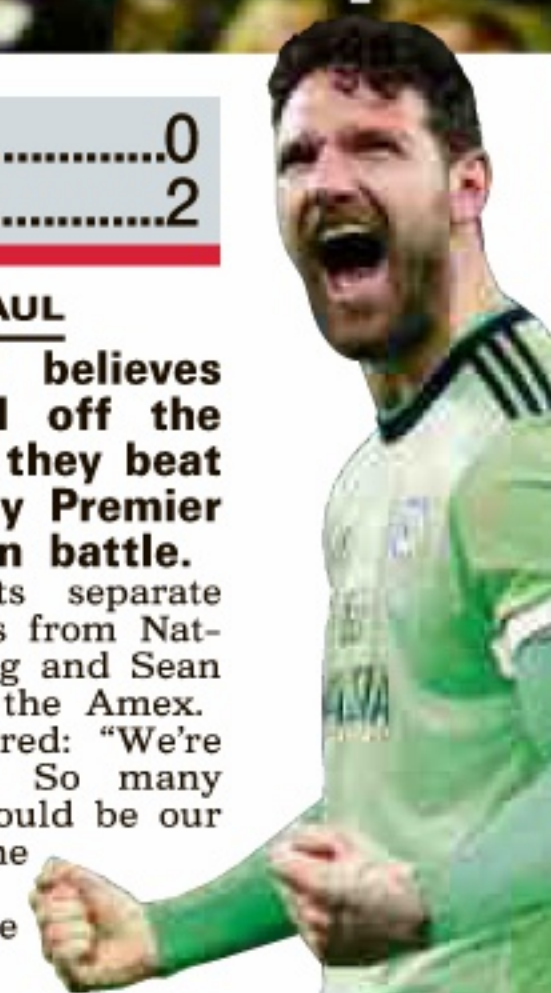 ............0
............2
AUL
believes
off the
they beat
y Premier
n battle.
ts separate
s from Nat-
g and Sean
the Amex.
red: “We’re
So many
ould be our
ne
e